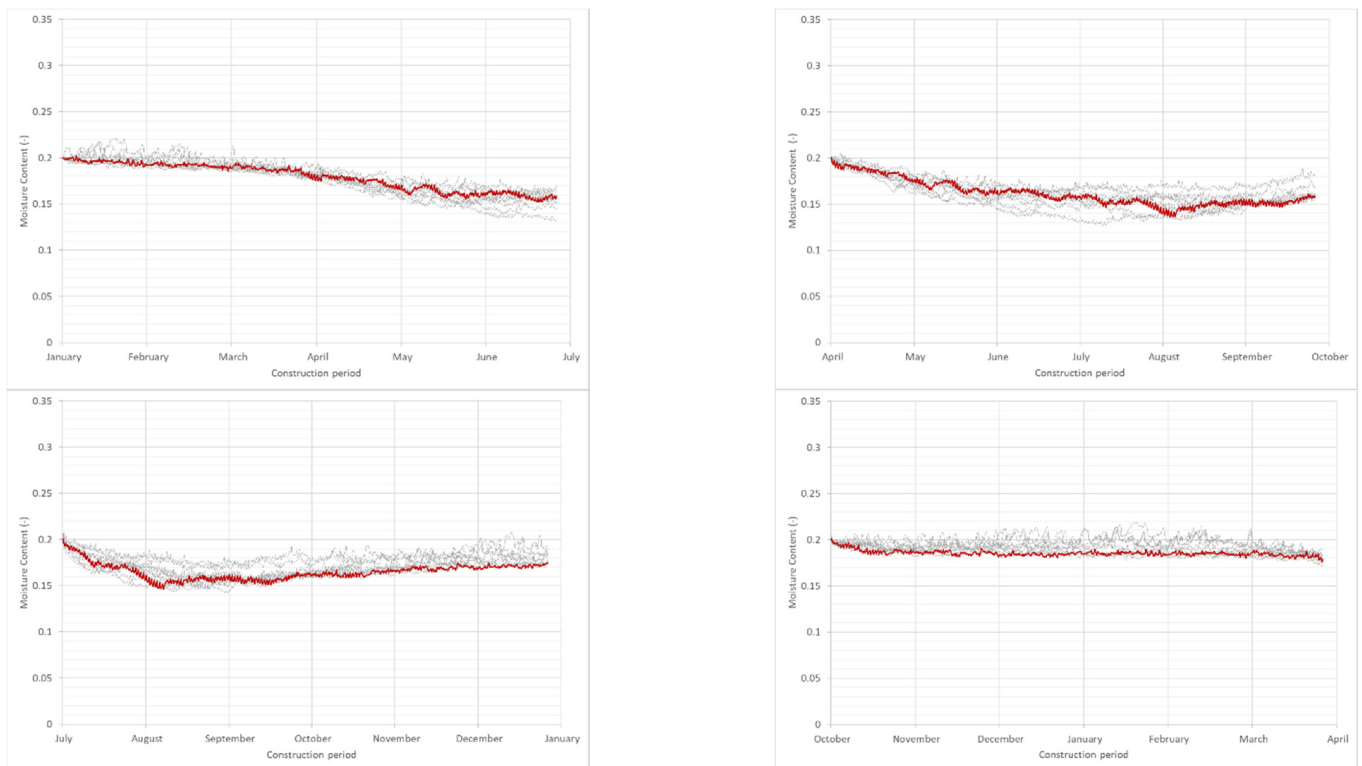 0.35
0.3
0.25
0.2
0.15
0.1
0.05
0
Moisture Content (-)
January February March April May June July
Construction period
0.35
0.3
0.25
0.2
0.15
0.1
0.05
0
Moisture Content (-)
April May June July August September October
Construction period
0.35
0.3
0.25
0.2
0.15
0.1
0.05
0
Moisture Content (-)
July August September October November December January
Construction period
0.35
0.3
0.25
0.2
0.15
0.1
0.05
0
Moisture Content (-)
October November December January February March April
Construction period